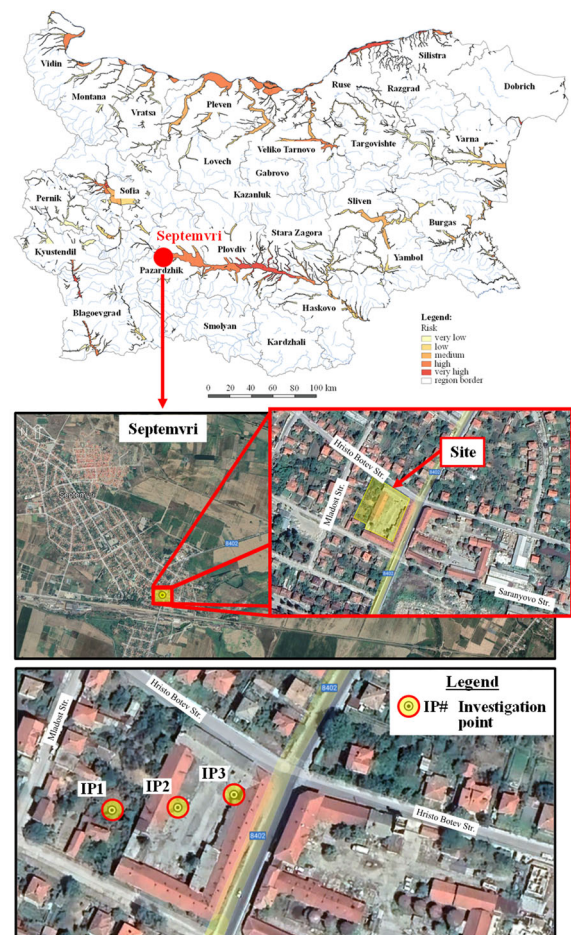 Vidin
Montana
Vratsa
Pleven
Ruse
Silistra
Razgrad
Dobrich
Lovech
Veliko Tarnovo
Targovishte
Varna
Gabrovo
Kazanluk
Sofia
Pernik
Sliven
Burgas
Kyustendil
Septemvri
Plovdiv
Stara Zagora
Yambol
Pazardzhik
Haskovo
Blagoevgrad
Smolyan
Kardzhali
Legend:
Risk
very low
low
medium
high
very high
region border
0 20 40 60 80 100 km
Septemvri
8402
Hristo Botev Str.
Site
Mladost Str.
Saranyovo Str.
Legend
IP# Investigation
point
Mladost Str.
Hristo Botev Str.
8402
IP1
IP2
IP3
8402
Hristo Botev Str.